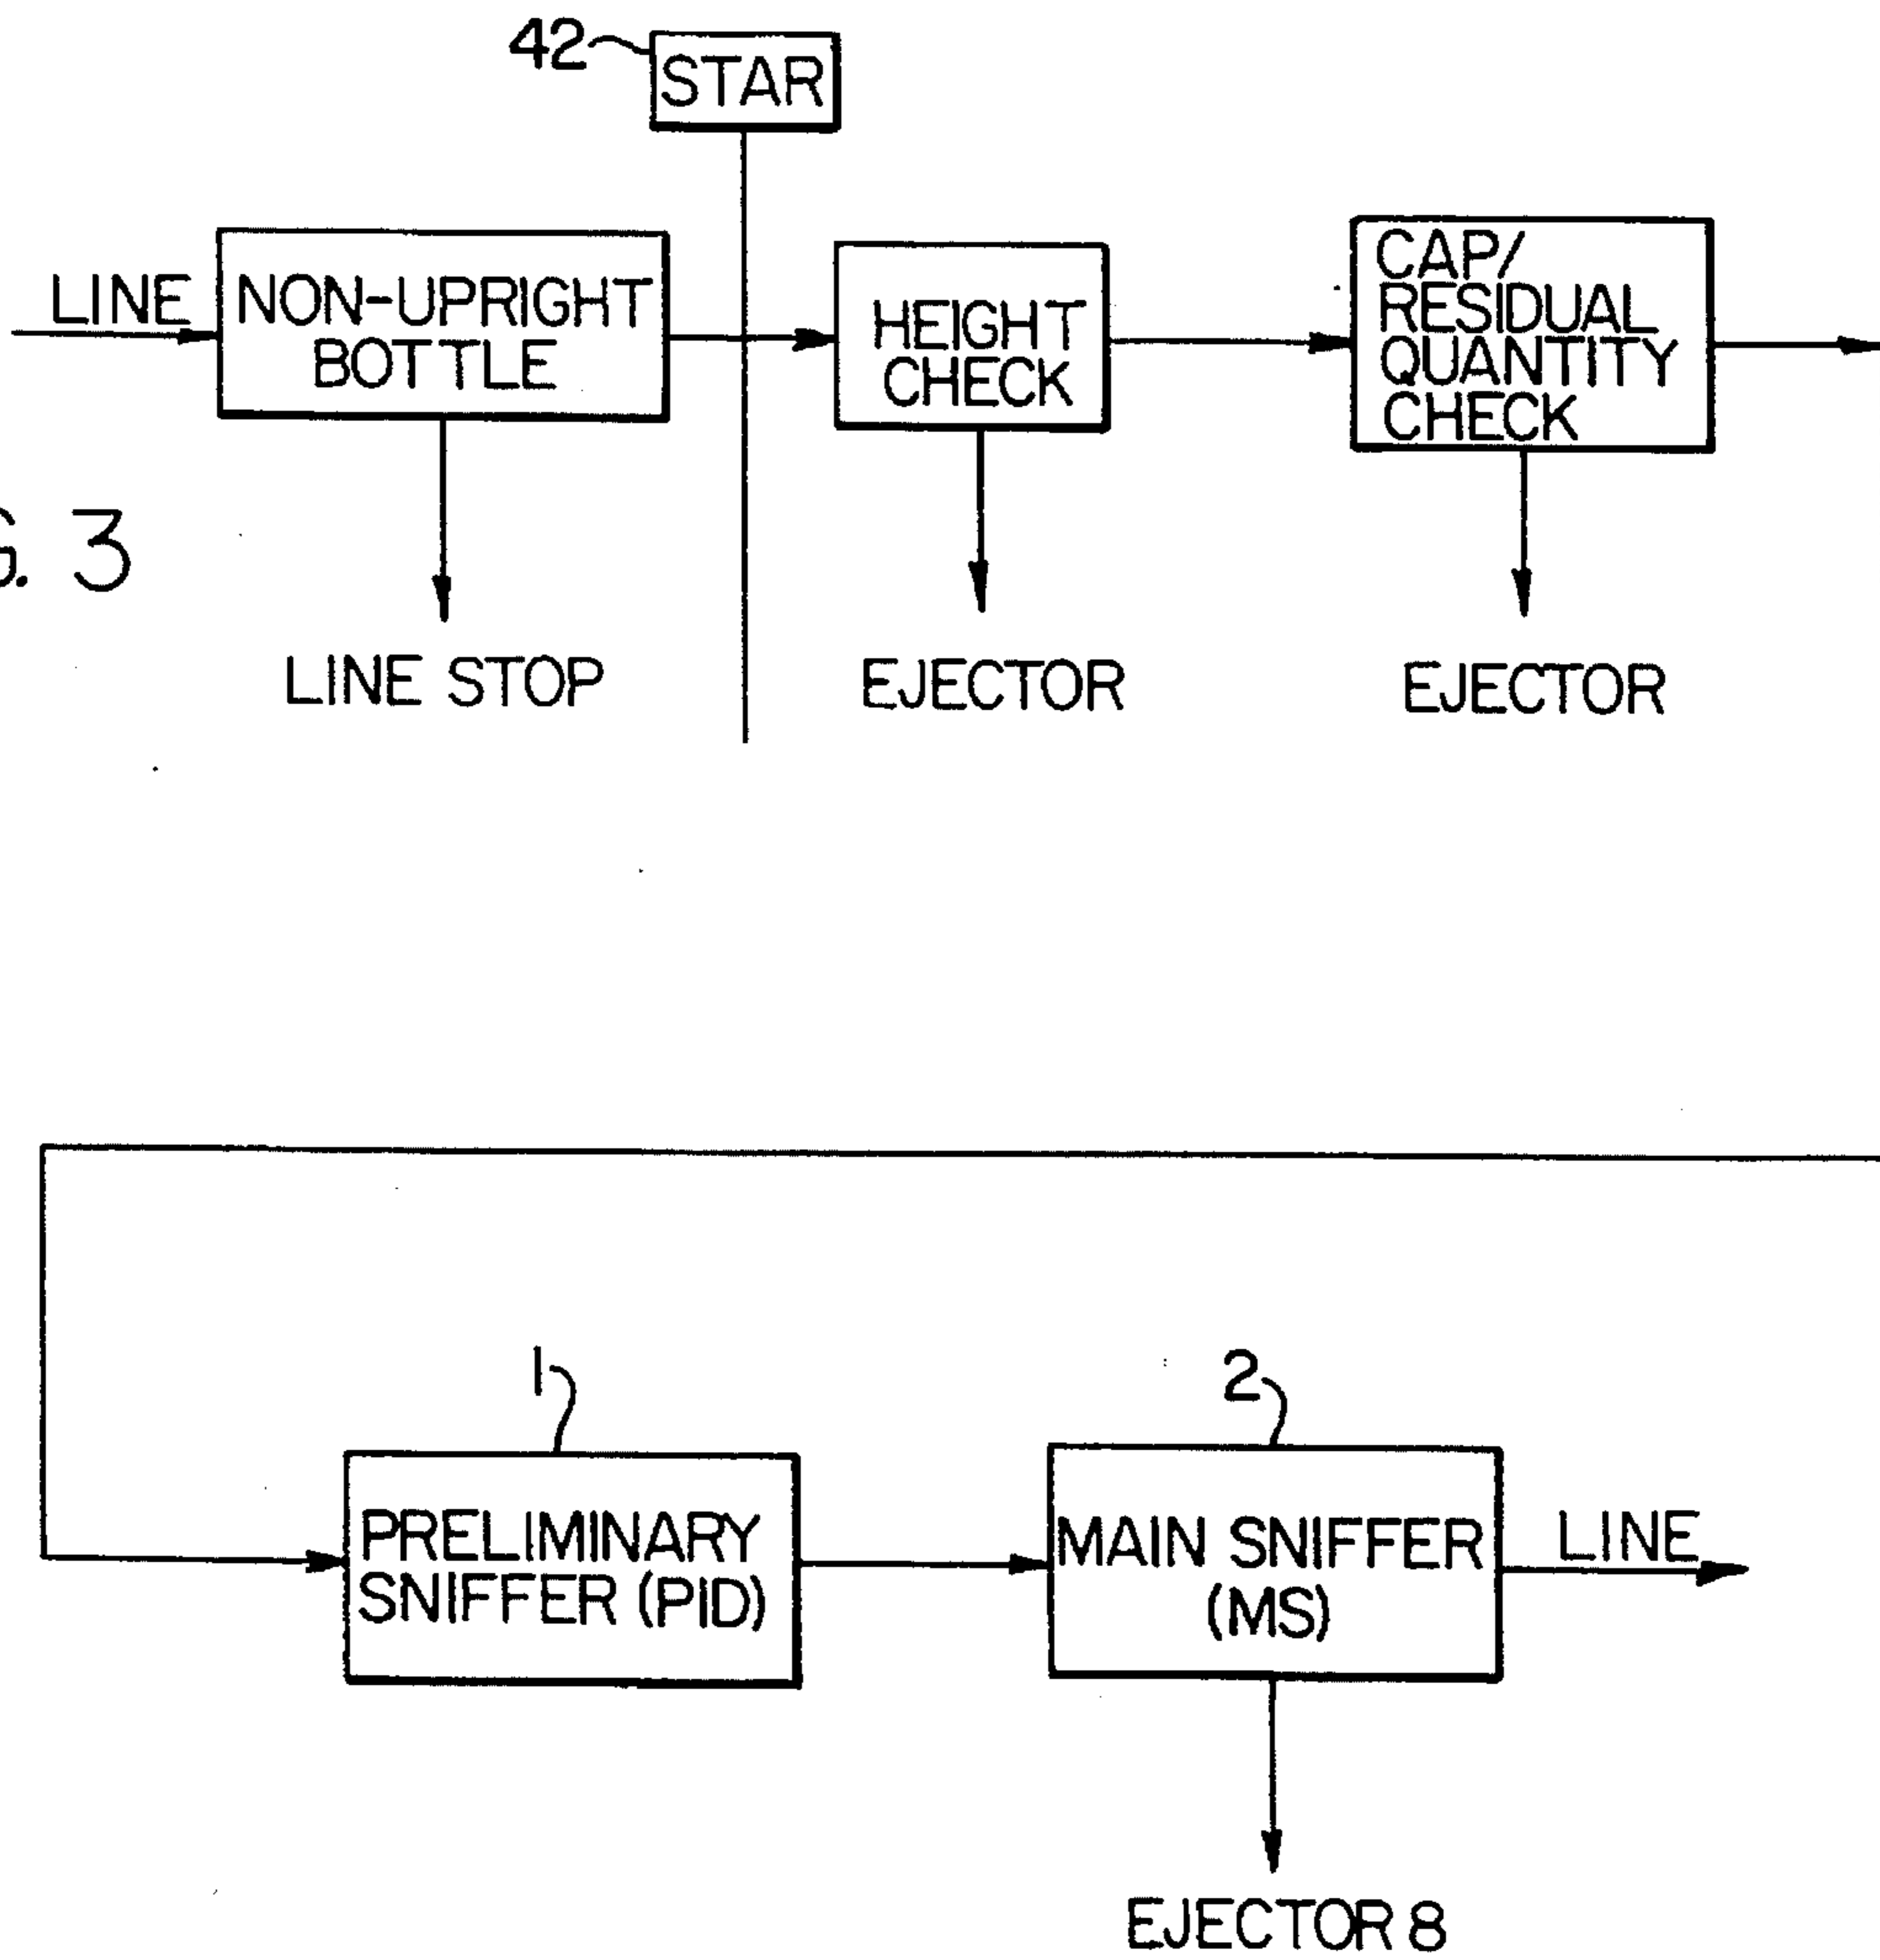 42
STAR
LINE
NON-UPRIGHT
BOTTLE
HEIGHT
CHECK
CAP/
RESIDUAL
QUANTITY
CHECK
G. 3
LINE STOP
EJECTOR
EJECTOR
1
2
PRELIMINARY
SNIFFER (PID)
MAIN SNIFFER
(MS)
LINE
EJECTOR 8